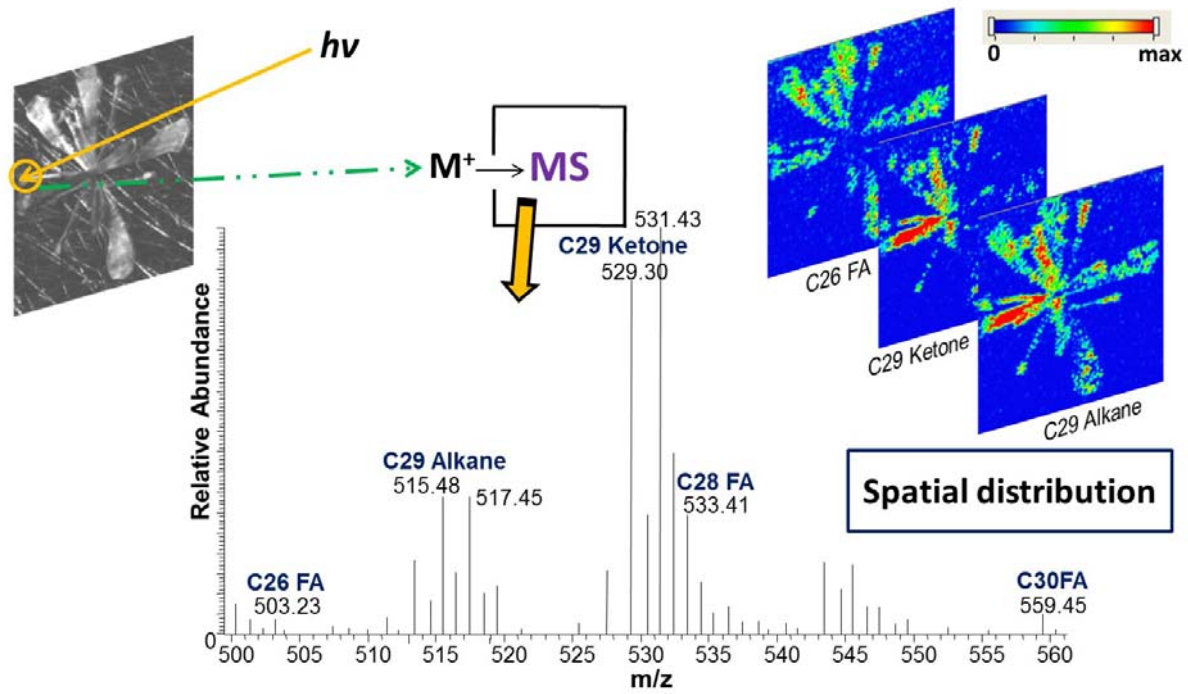 hν
0
max
M⁺
MS
C26 FA
C29 Ketone
C29 Alkane
Spatial distribution
531.43
C29 Ketone
529.30
C29 Alkane
515.48
517.45
C28 FA
533.41
C26 FA
503.23
C30FA
559.45
Relative Abundance
0
500 505 510 515 520 525 530 535 540 545 550 555 560
m/z